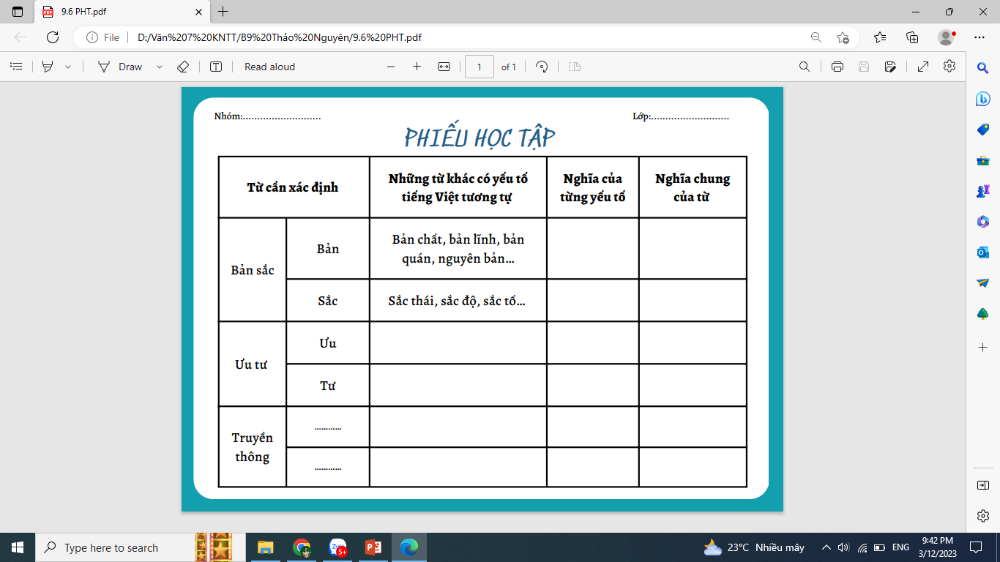 9.6 PHT.pdf
File
D:/Văn%207%20KNTT/B9%20Thảo%20Nguyên/9.6%20PHT.pdf
Draw
Read aloud
1
of 1
Nhóm:...........................
Lớp:...........................
PHIẾU HỌC TẬP
Từ cần xác định
Những từ khác có yếu tố
tiếng Việt tương tự
Nghĩa của
từng yếu tố
Nghĩa chung
của từ
Bản sắc
Bản
Bản chất, bản lĩnh, bản
quán, nguyên bản...
Sắc
Sắc thái, sắc độ, sắc tố...
Ưu tư
Ưu
Tư
Truyền
thông
............
............
Type here to search
23°C Nhiều mây
ENG
9:42 PM
3/12/2023